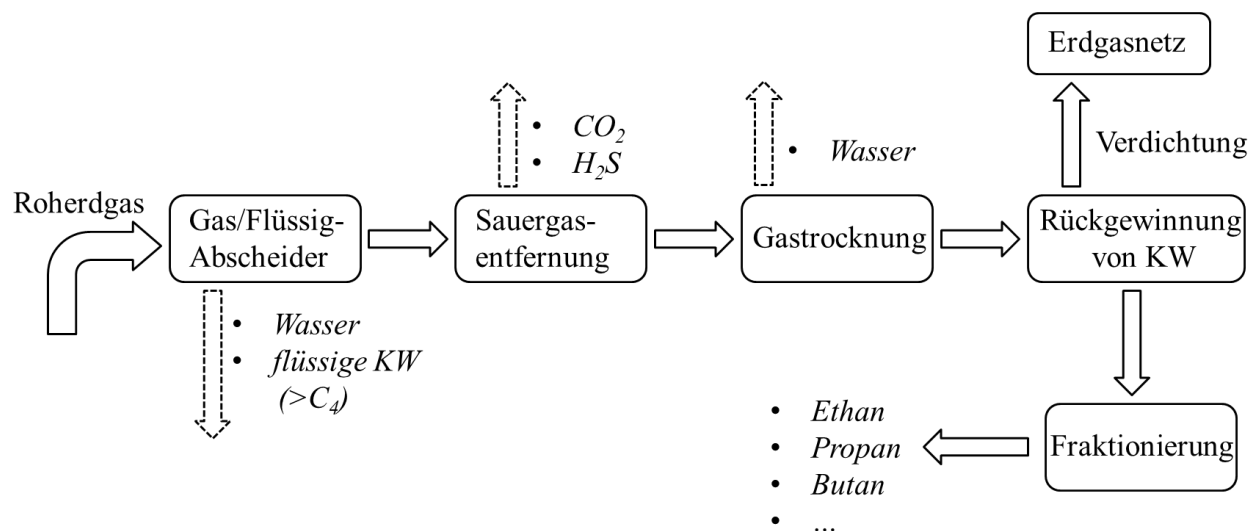 Roherdgas
Gas/Flüssig-
Abscheider
• Wasser
• flüssige KW
(>C₄)
• CO₂
• H₂S
Sauergas-
entfernung
• Wasser
Gastrocknung
Erdgasnetz
Verdichtung
Rückgewinnung
von KW
Fraktionierung
• Ethan
• Propan
• Butan
• ...